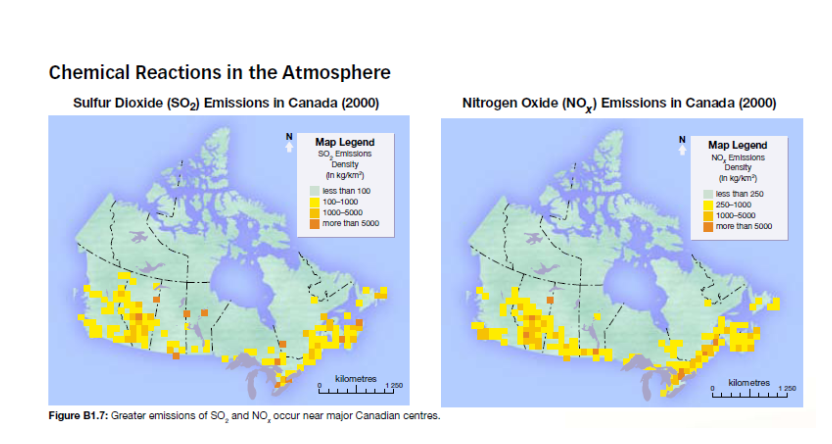 Chemical Reactions in the Atmosphere
Sulfur Dioxide (SO₂) Emissions in Canada (2000)
N
Map Legend
SO₂ Emissions
Density
(in kg/km²)
less than 100
100–1000
1000–5000
more than 5000
kilometres
0 1 250
Nitrogen Oxide (NOₓ) Emissions in Canada (2000)
N
Map Legend
NOₓ Emissions
Density
(in kg/km²)
less than 250
250–1000
1000–5000
more than 5000
kilometres
0 1 250
Figure B1.7: Greater emissions of SO₂ and NOₓ occur near major Canadian centres.